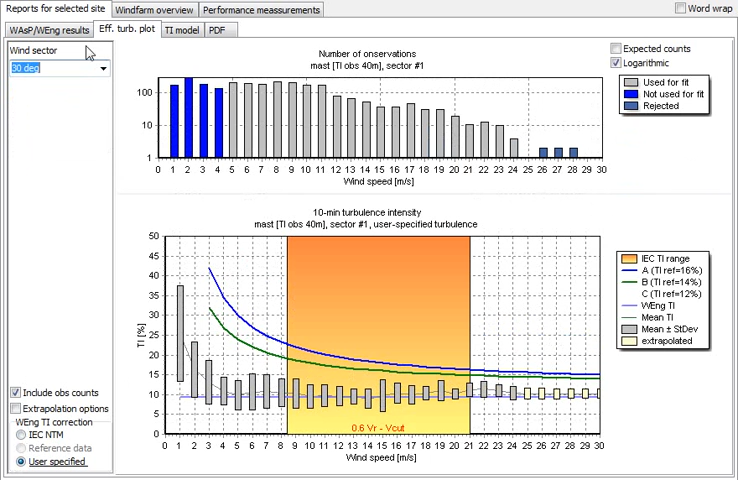 Reports for selected site
Windfarm overview
Performance measurements
Word wrap
WAsP/WEng results
Eff. turb. plot
TI model
PDF
Wind sector
30 deg
Number of onservations
mast [TI obs 40m], sector #1
Expected counts
Logarithmic
Used for fit
Not used for fit
Rejected
100
10
1
0 1 2 3 4 5 6 7 8 9 10 11 12 13 14 15 16 17 18 19 20 21 22 23 24 25 26 27 28 29 30
Wind speed [m/s]
10-min turbulence intensity
mast [TI obs 40m], sector #1, user-specified turbulence
50
45
40
35
30
25
20
15
10
5
0
TI [%]
0.6 Vr - Vcut
0 1 2 3 4 5 6 7 8 9 10 11 12 13 14 15 16 17 18 19 20 21 22 23 24 25 26 27 28 29 30
Wind speed [m/s]
IEC TI range
A (TI ref=16%)
B (TI ref=14%)
C (TI ref=12%)
WEng TI
Mean TI
Mean ± StDev
extrapolated
Include obs counts
Extrapolation options
WEng TI correction
IEC NTM
Reference data
User specified